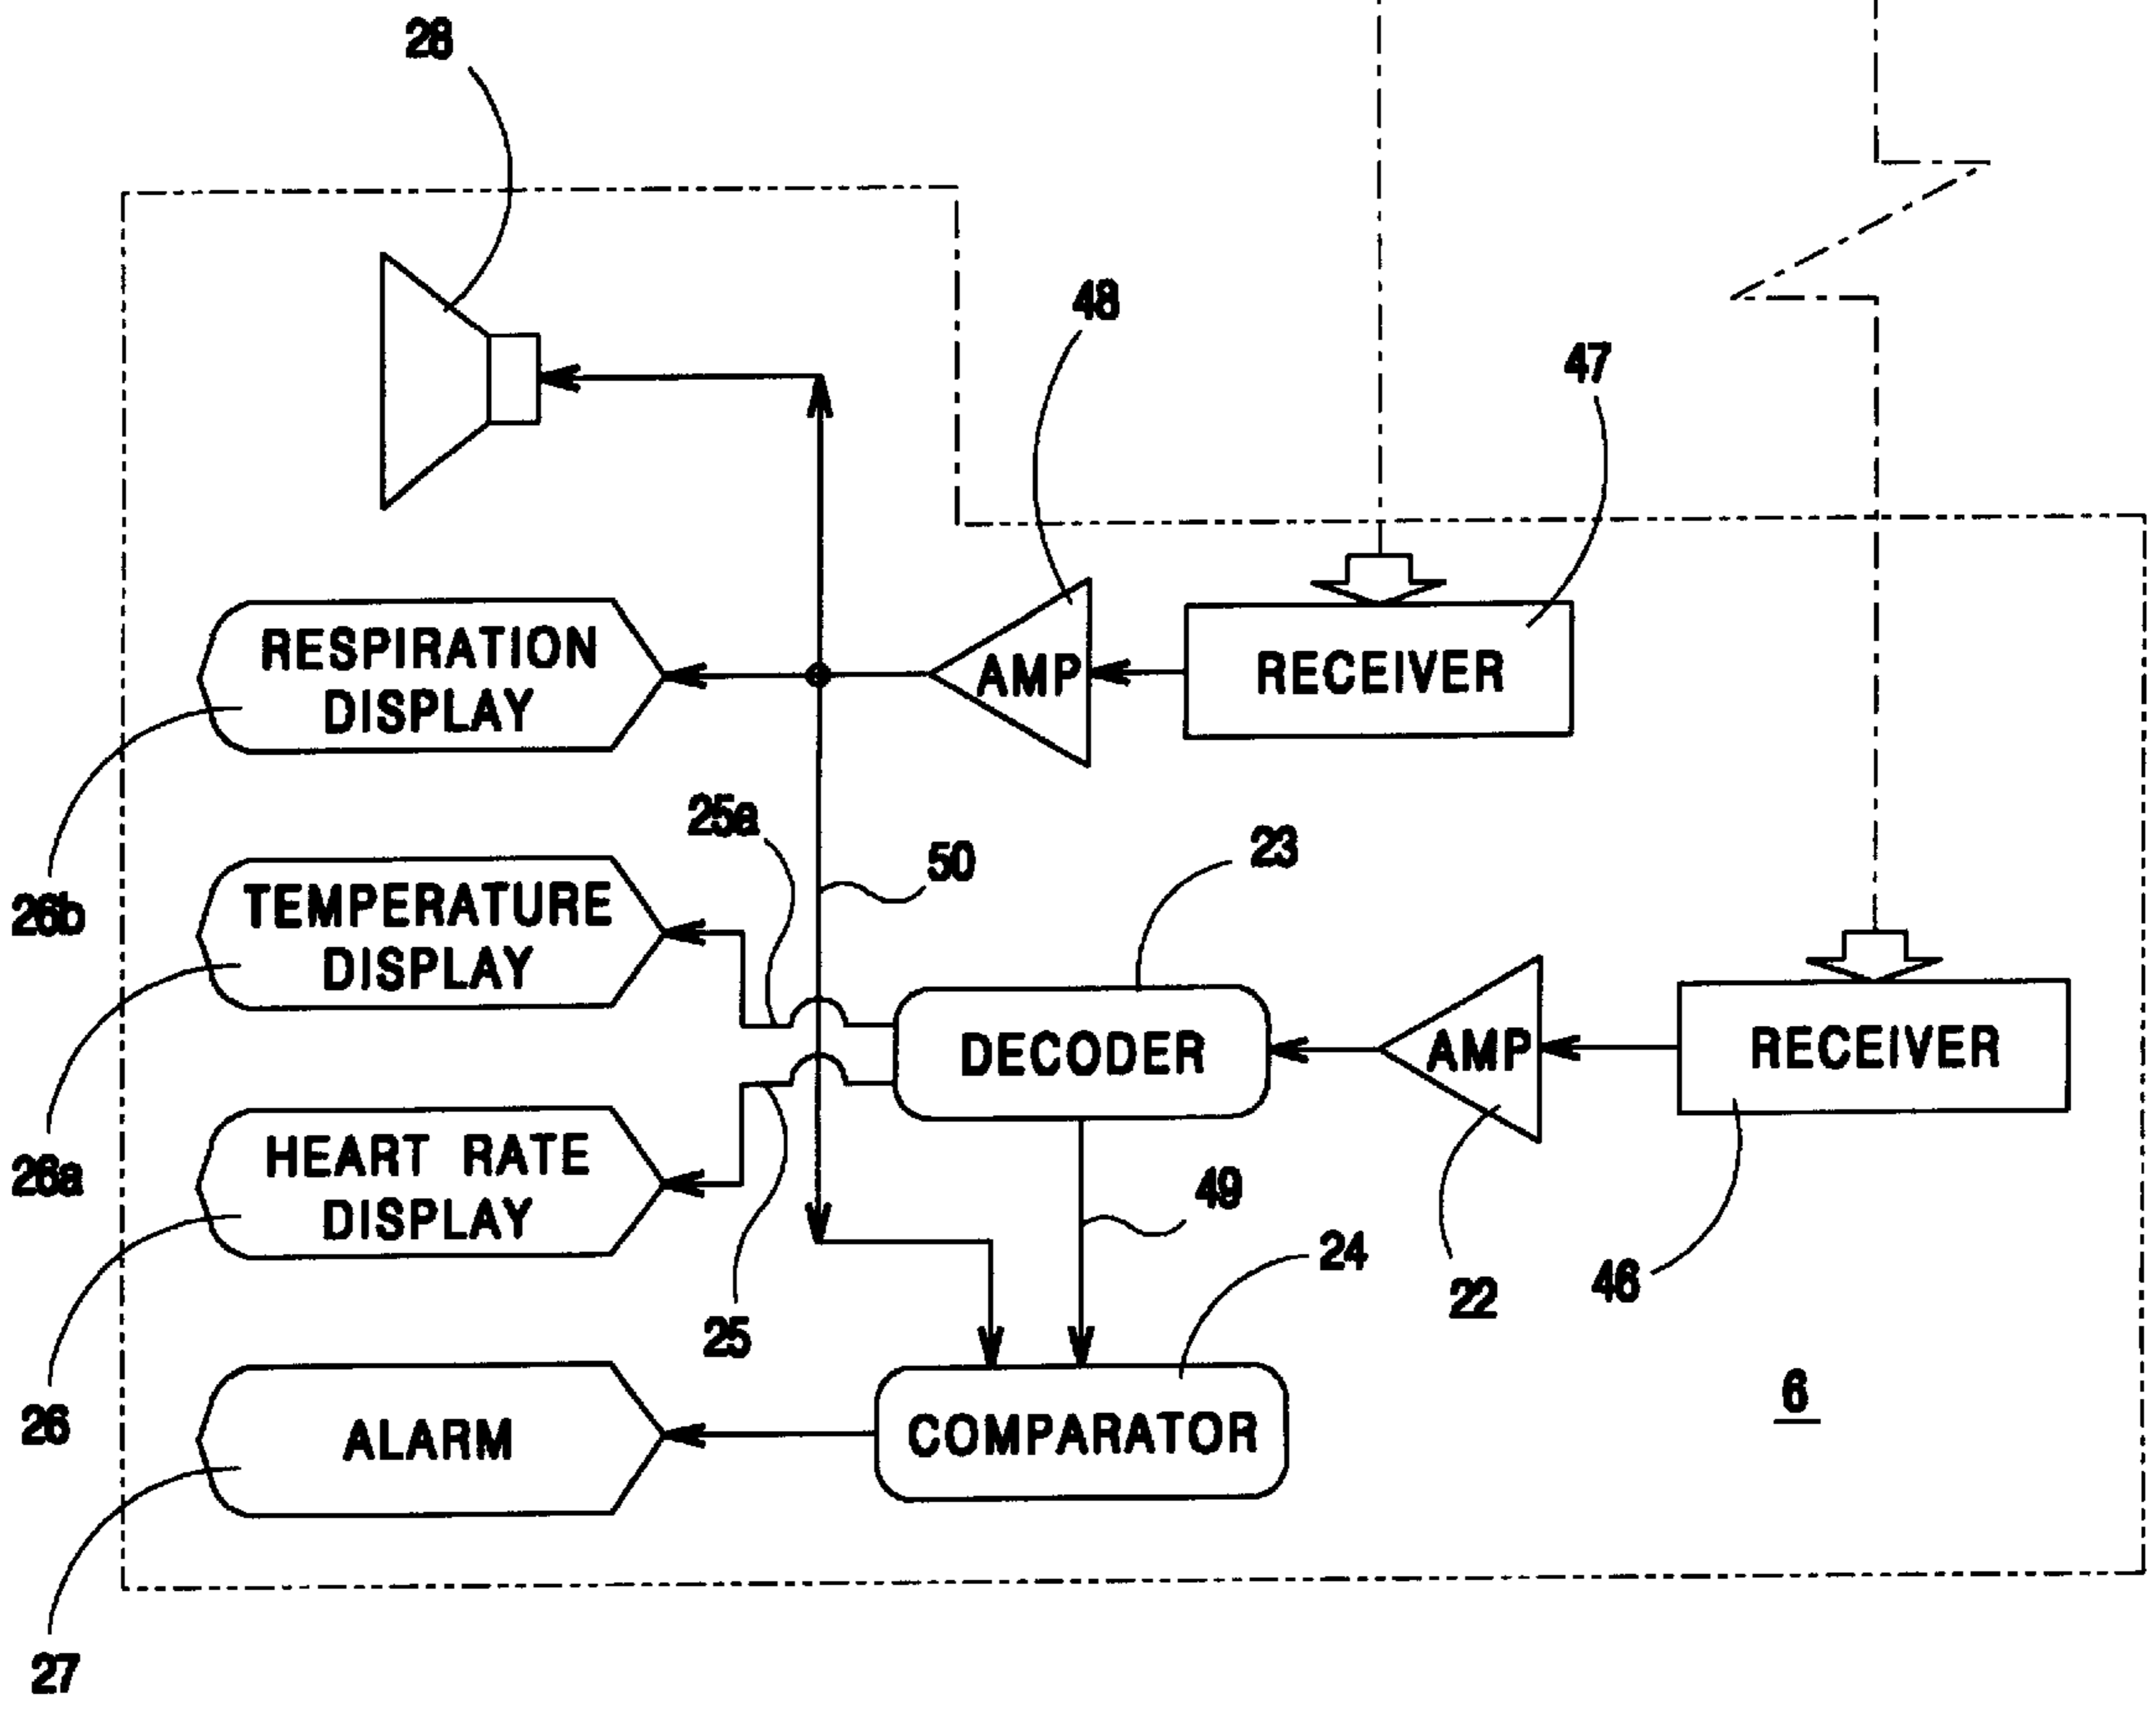 28
48
47
RESPIRATION
DISPLAY
AMP
RECEIVER
25a
50
23
26b
TEMPERATURE
DISPLAY
DECODER
AMP
RECEIVER
26a
HEART RATE
DISPLAY
49
24
22
46
25
26
6
ALARM
COMPARATOR
27